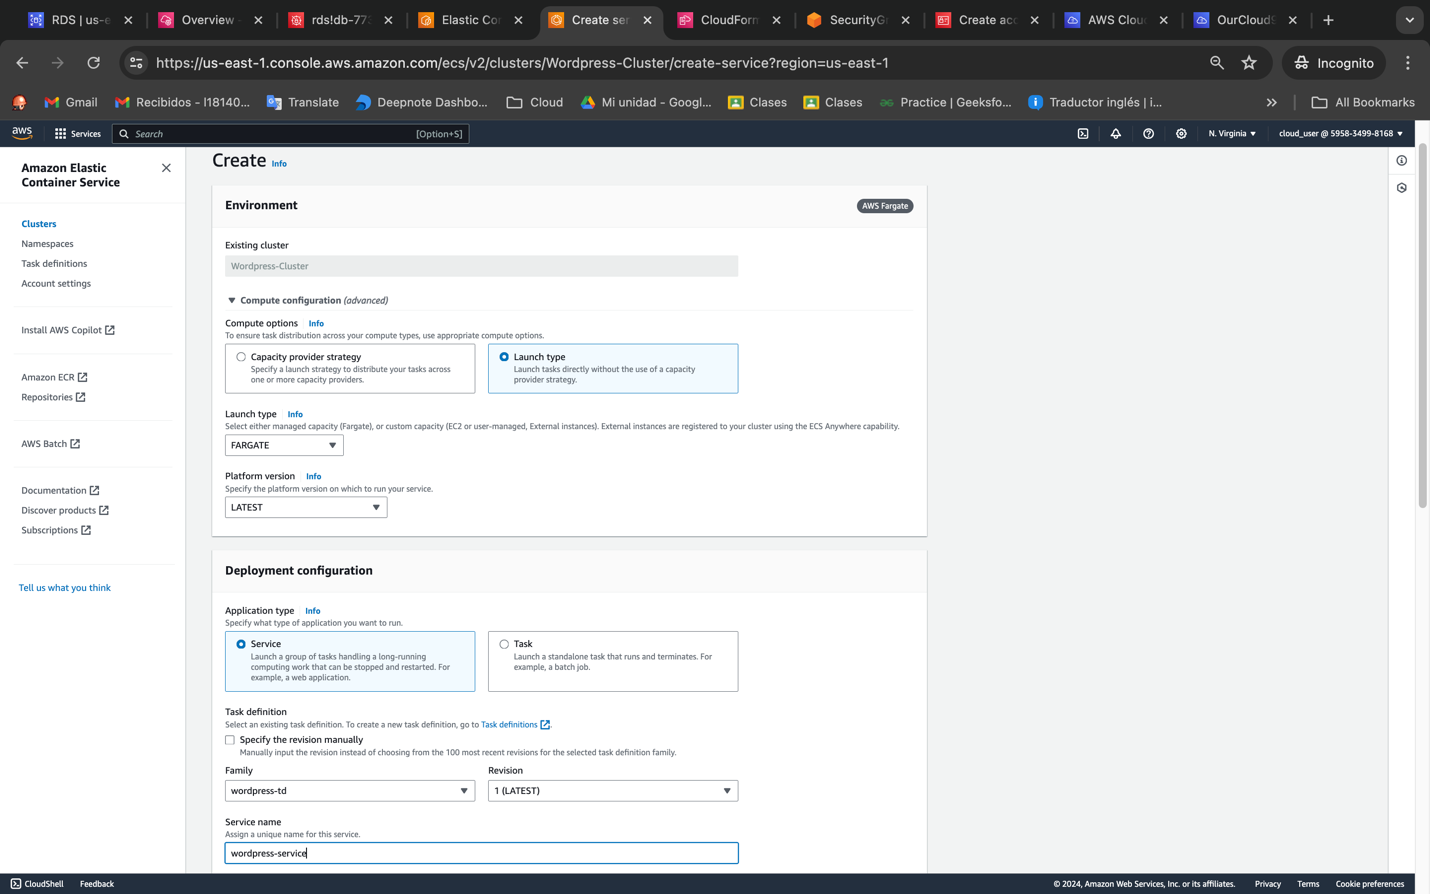 RDS | us-e
Overview
rds!db-773
Elastic Con
Create ser
CloudForm
SecurityGr
Create acc
AWS Clou
OurCloud9
https://us-east-1.console.aws.amazon.com/ecs/v2/clusters/Wordpress-Cluster/create-service?region=us-east-1
Incognito
Gmail
Recibidos - l18140...
Translate
Deepnote Dashbo...
Cloud
Mi unidad - Googl...
Clases
Clases
Practice | Geeksfo...
Traductor inglés | i...
All Bookmarks
aws
Services
Search
[Option+S]
N. Virginia
cloud_user @ 5958-3499-8168
Amazon Elastic
Container Service
Clusters
Namespaces
Task definitions
Account settings
Install AWS Copilot
Amazon ECR
Repositories
AWS Batch
Documentation
Discover products
Subscriptions
Tell us what you think
Create Info
Environment
AWS Fargate
Existing cluster
Wordpress-Cluster
Compute configuration (advanced)
Compute options Info
To ensure task distribution across your compute types, use appropriate compute options.
Capacity provider strategy
Specify a launch strategy to distribute your tasks across
one or more capacity providers.
Launch type
Launch tasks directly without the use of a capacity
provider strategy.
Launch type Info
Select either managed capacity (Fargate), or custom capacity (EC2 or user-managed, External instances). External instances are registered to your cluster using the ECS Anywhere capability.
FARGATE
Platform version Info
Specify the platform version on which to run your service.
LATEST
Deployment configuration
Application type Info
Specify what type of application you want to run.
Service
Launch a group of tasks handling a long-running
computing work that can be stopped and restarted. For
example, a web application.
Task
Launch a standalone task that runs and terminates. For
example, a batch job.
Task definition
Select an existing task definition. To create a new task definition, go to Task definitions.
Specify the revision manually
Manually input the revision instead of choosing from the 100 most recent revisions for the selected task definition family.
Family
wordpress-td
Revision
1 (LATEST)
Service name
Assign a unique name for this service.
wordpress-service
CloudShell
Feedback
© 2024, Amazon Web Services, Inc. or its affiliates.
Privacy
Terms
Cookie preferences